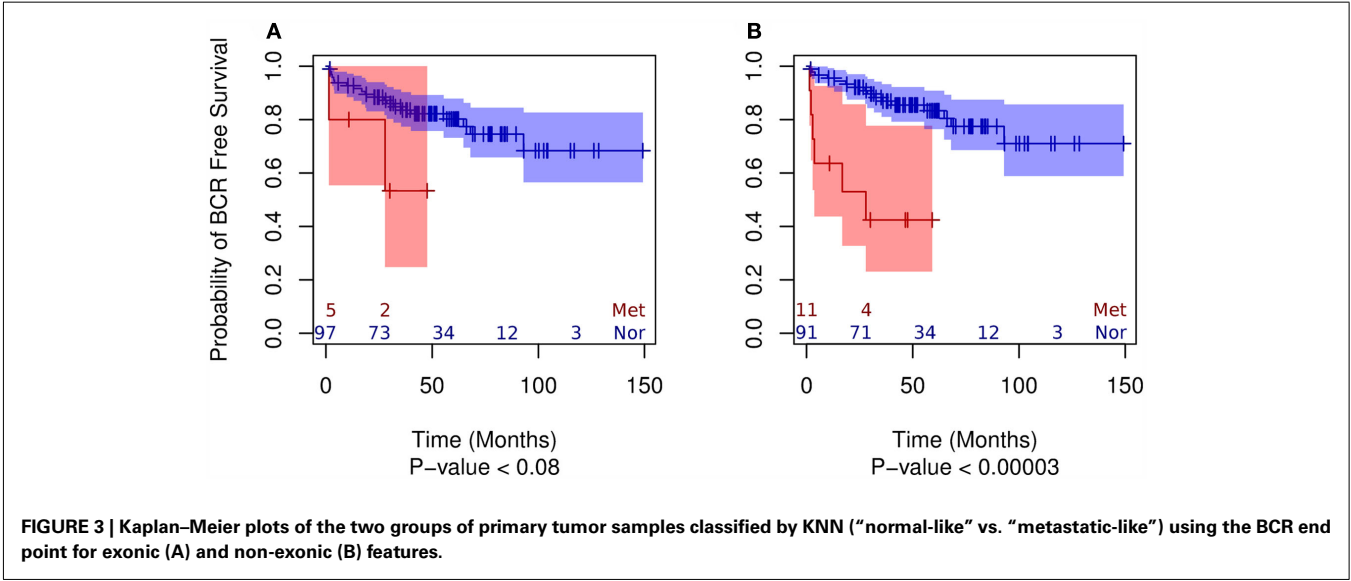 A
B
Probability of BCR Free Survival
1.0
0.8
0.6
0.4
0.2
0.0
5 2 Met
97 73 34 12 3 Nor
0 50 100 150
Time (Months)
P−value < 0.08
1.0
0.8
0.6
0.4
0.2
0.0
11 4 Met
91 71 34 12 3 Nor
0 50 100 150
Time (Months)
P−value < 0.00003
FIGURE 3 | Kaplan–Meier plots of the two groups of primary tumor samples classified by KNN (“normal-like” vs. “metastatic-like”) using the BCR end
point for exonic (A) and non-exonic (B) features.